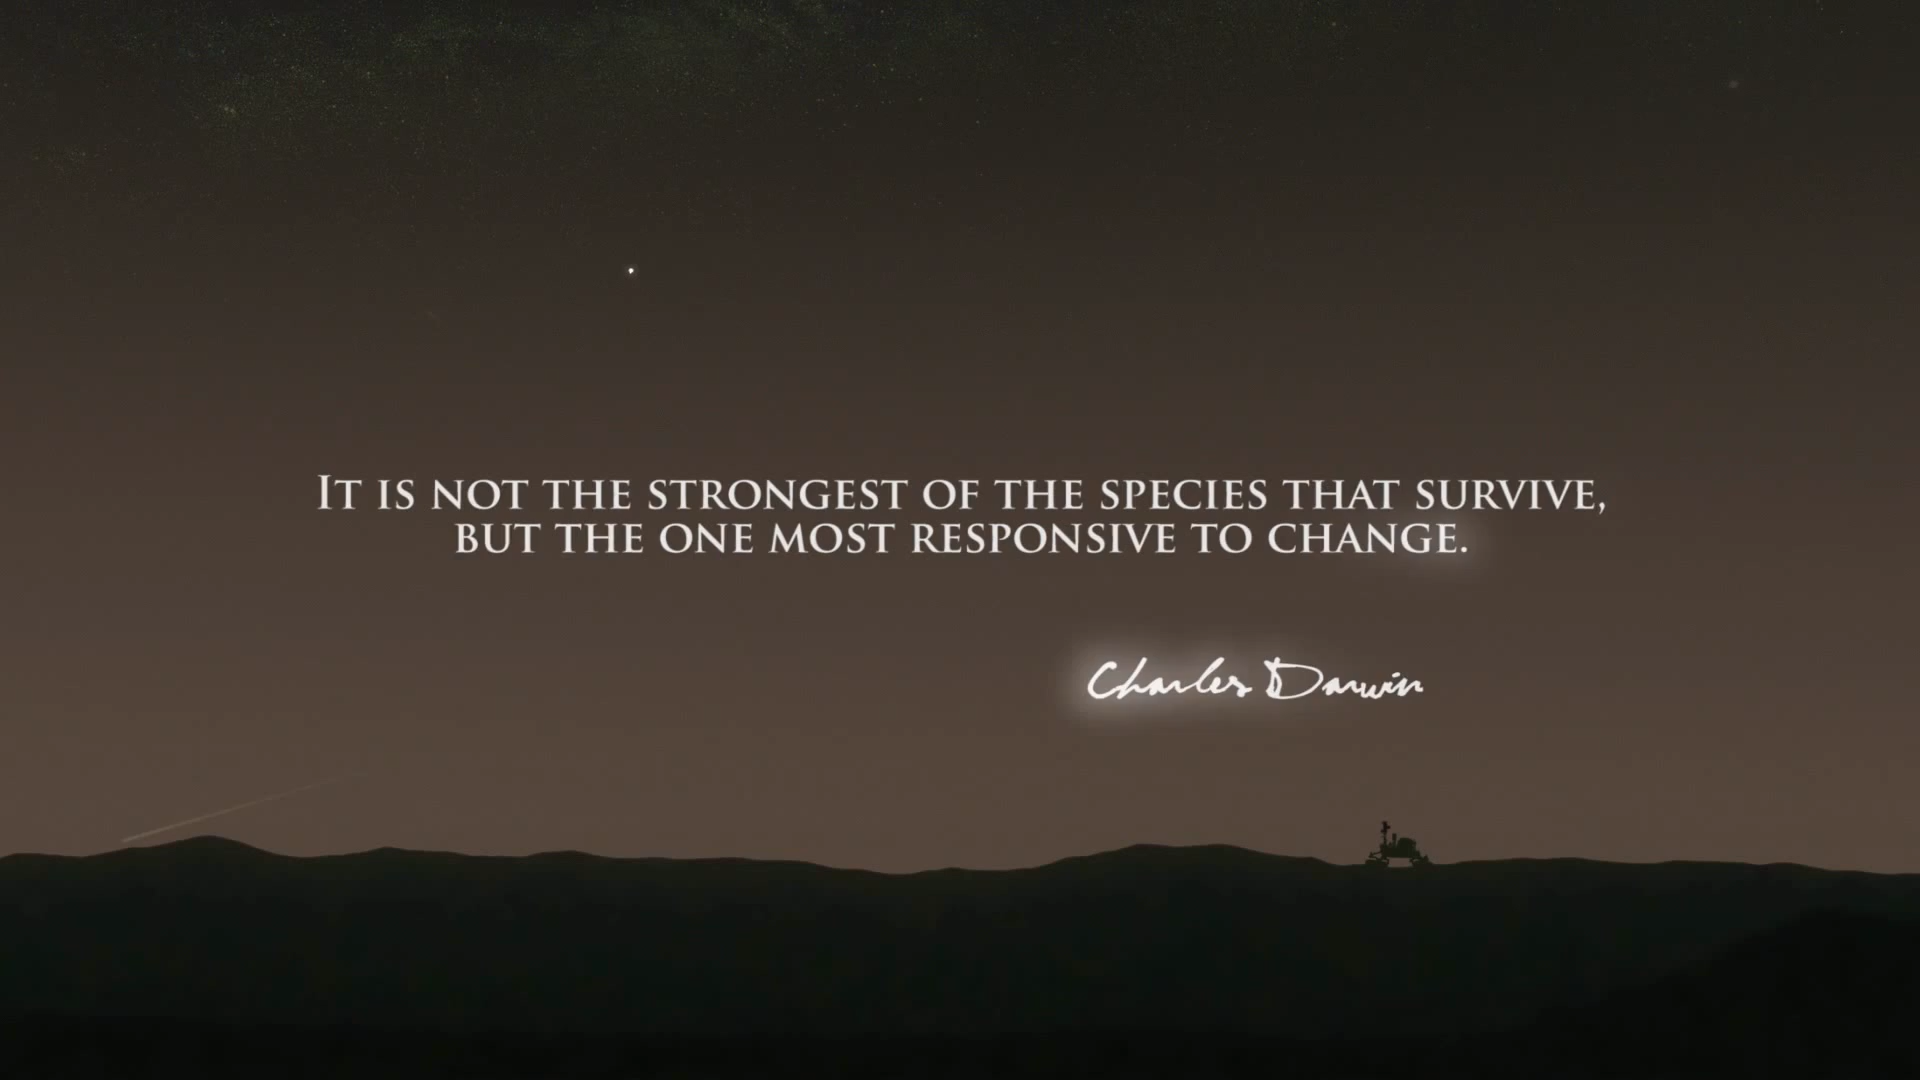 It is not the strongest of the species that survive,
but the one most responsive to change.
Charles Darwin